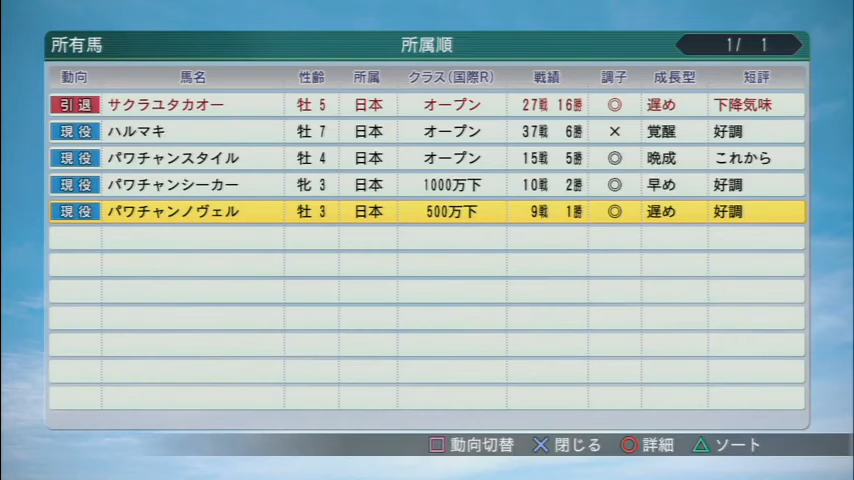 所有馬 所属順 1/ 1
動向 馬名 性齢 所属 クラス(国際R) 戦績 調子 成長型 短評
引退 サクラユタカオー 牡 5 日本 オープン 27戦 16勝 ◎ 遅め 下降気味
現役 ハルマキ 牡 7 日本 オープン 37戦 6勝 × 覚醒 好調
現役 パワチャンスタイル 牡 4 日本 オープン 15戦 5勝 ◎ 晩成 これから
現役 パワチャンシーカー 牝 3 日本 1000万下 10戦 2勝 ◎ 早め 好調
現役 パワチャンノヴェル 牡 3 日本 500万下 9戦 1勝 ◎ 遅め 好調
□ 動向切替 × 閉じる ○ 詳細 △ ソート